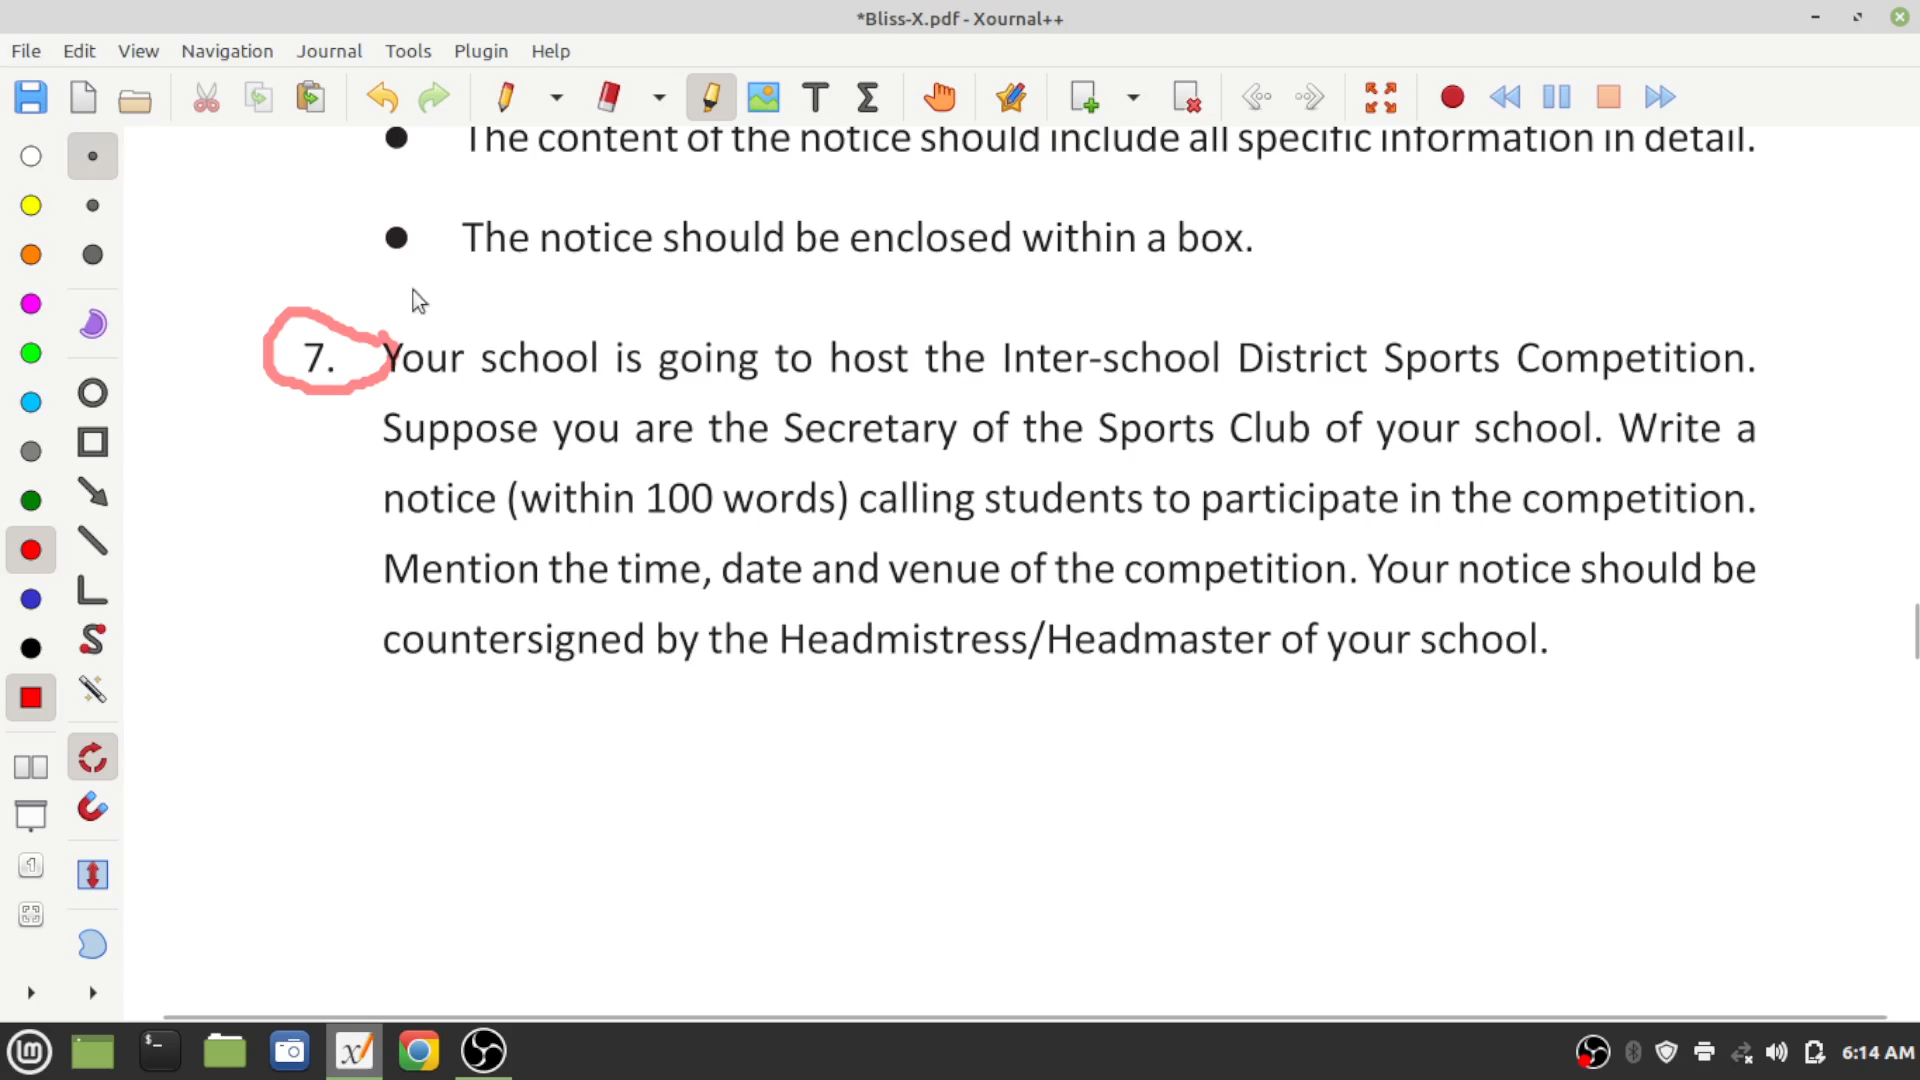 *Bliss-X.pdf - Xournal++
File Edit View Navigation Journal Tools Plugin Help
● The content of the notice should include all specific information in detail.
● The notice should be enclosed within a box.
7. Your school is going to host the Inter-school District Sports Competition.
Suppose you are the Secretary of the Sports Club of your school. Write a
notice (within 100 words) calling students to participate in the competition.
Mention the time, date and venue of the competition. Your notice should be
countersigned by the Headmistress/Headmaster of your school.
6:14 AM